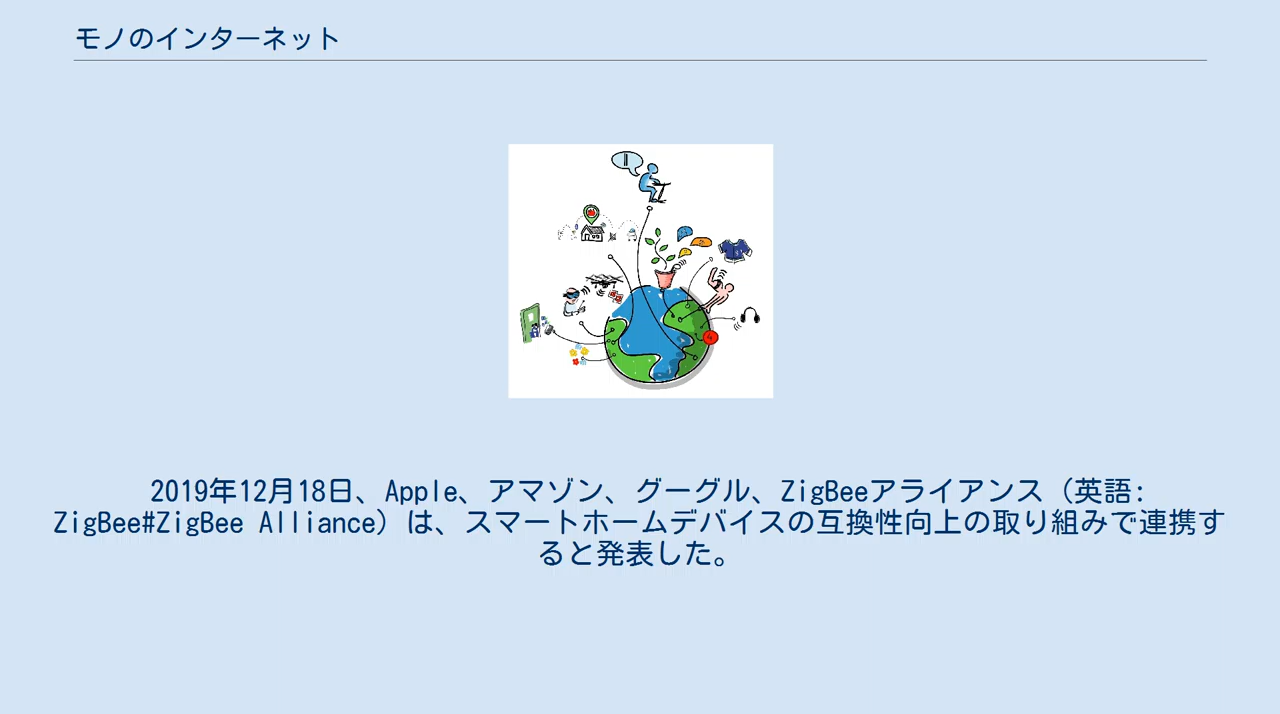 モノのインターネット
2019年12月18日、Apple、アマゾン、グーグル、ZigBeeアライアンス（英語:
ZigBee#ZigBee Alliance）は、スマートホームデバイスの互換性向上の取り組みで連携す
ると発表した。